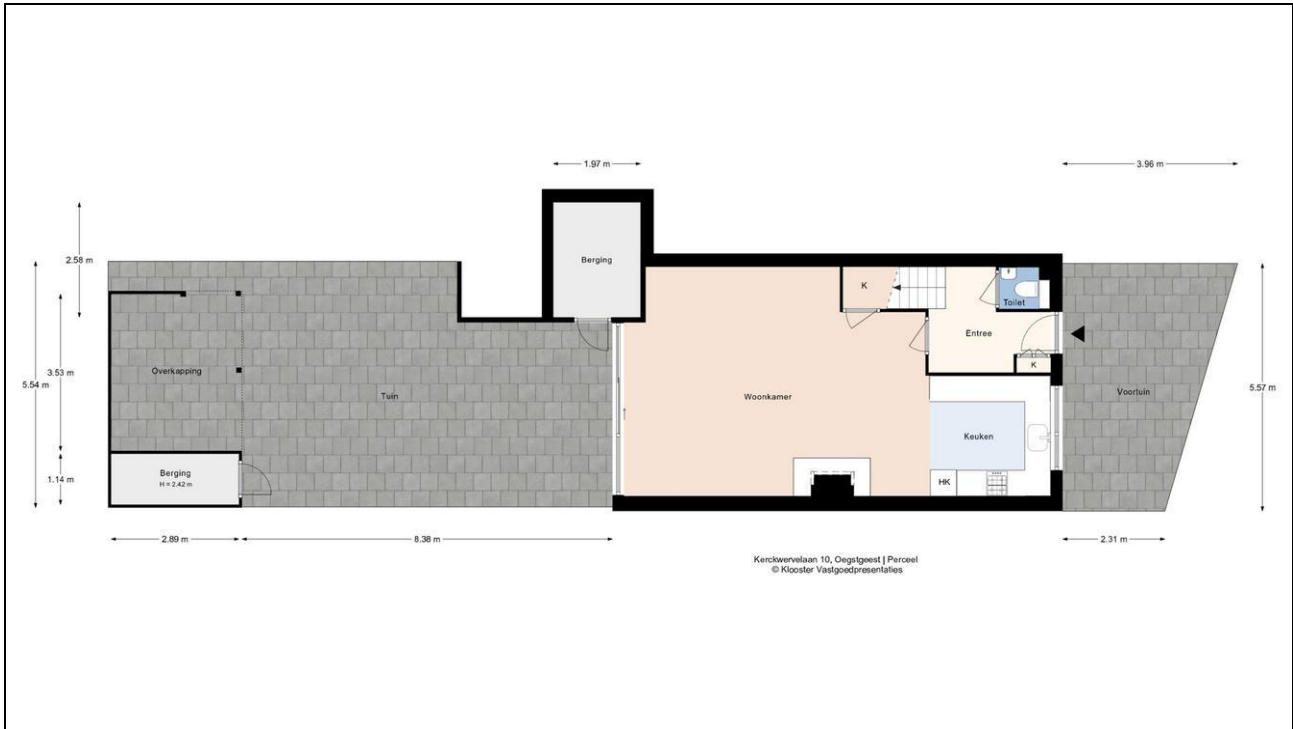 1.97 m
3.96 m
2.58 m
Berging
K
Toilet
Entree
5.54 m
3.53 m
Overkapping
Tuin
Woonkamer
K
Voortuin
5.57 m
Keuken
Berging
H = 2.42 m
1.14 m
HK
2.89 m
8.38 m
2.31 m
Kerckwervelaan 10, Oegstgeest | Perceel
© Klooster Vastgoedpresentaties